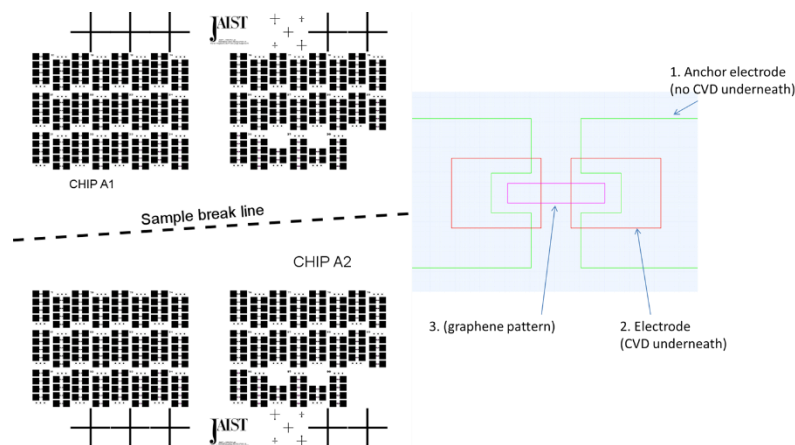 JAIST
1. Anchor electrode
(no CVD underneath)
CHIP A1
Sample break line
CHIP A2
3. (graphene pattern)
2. Electrode
(CVD underneath)
JAIST